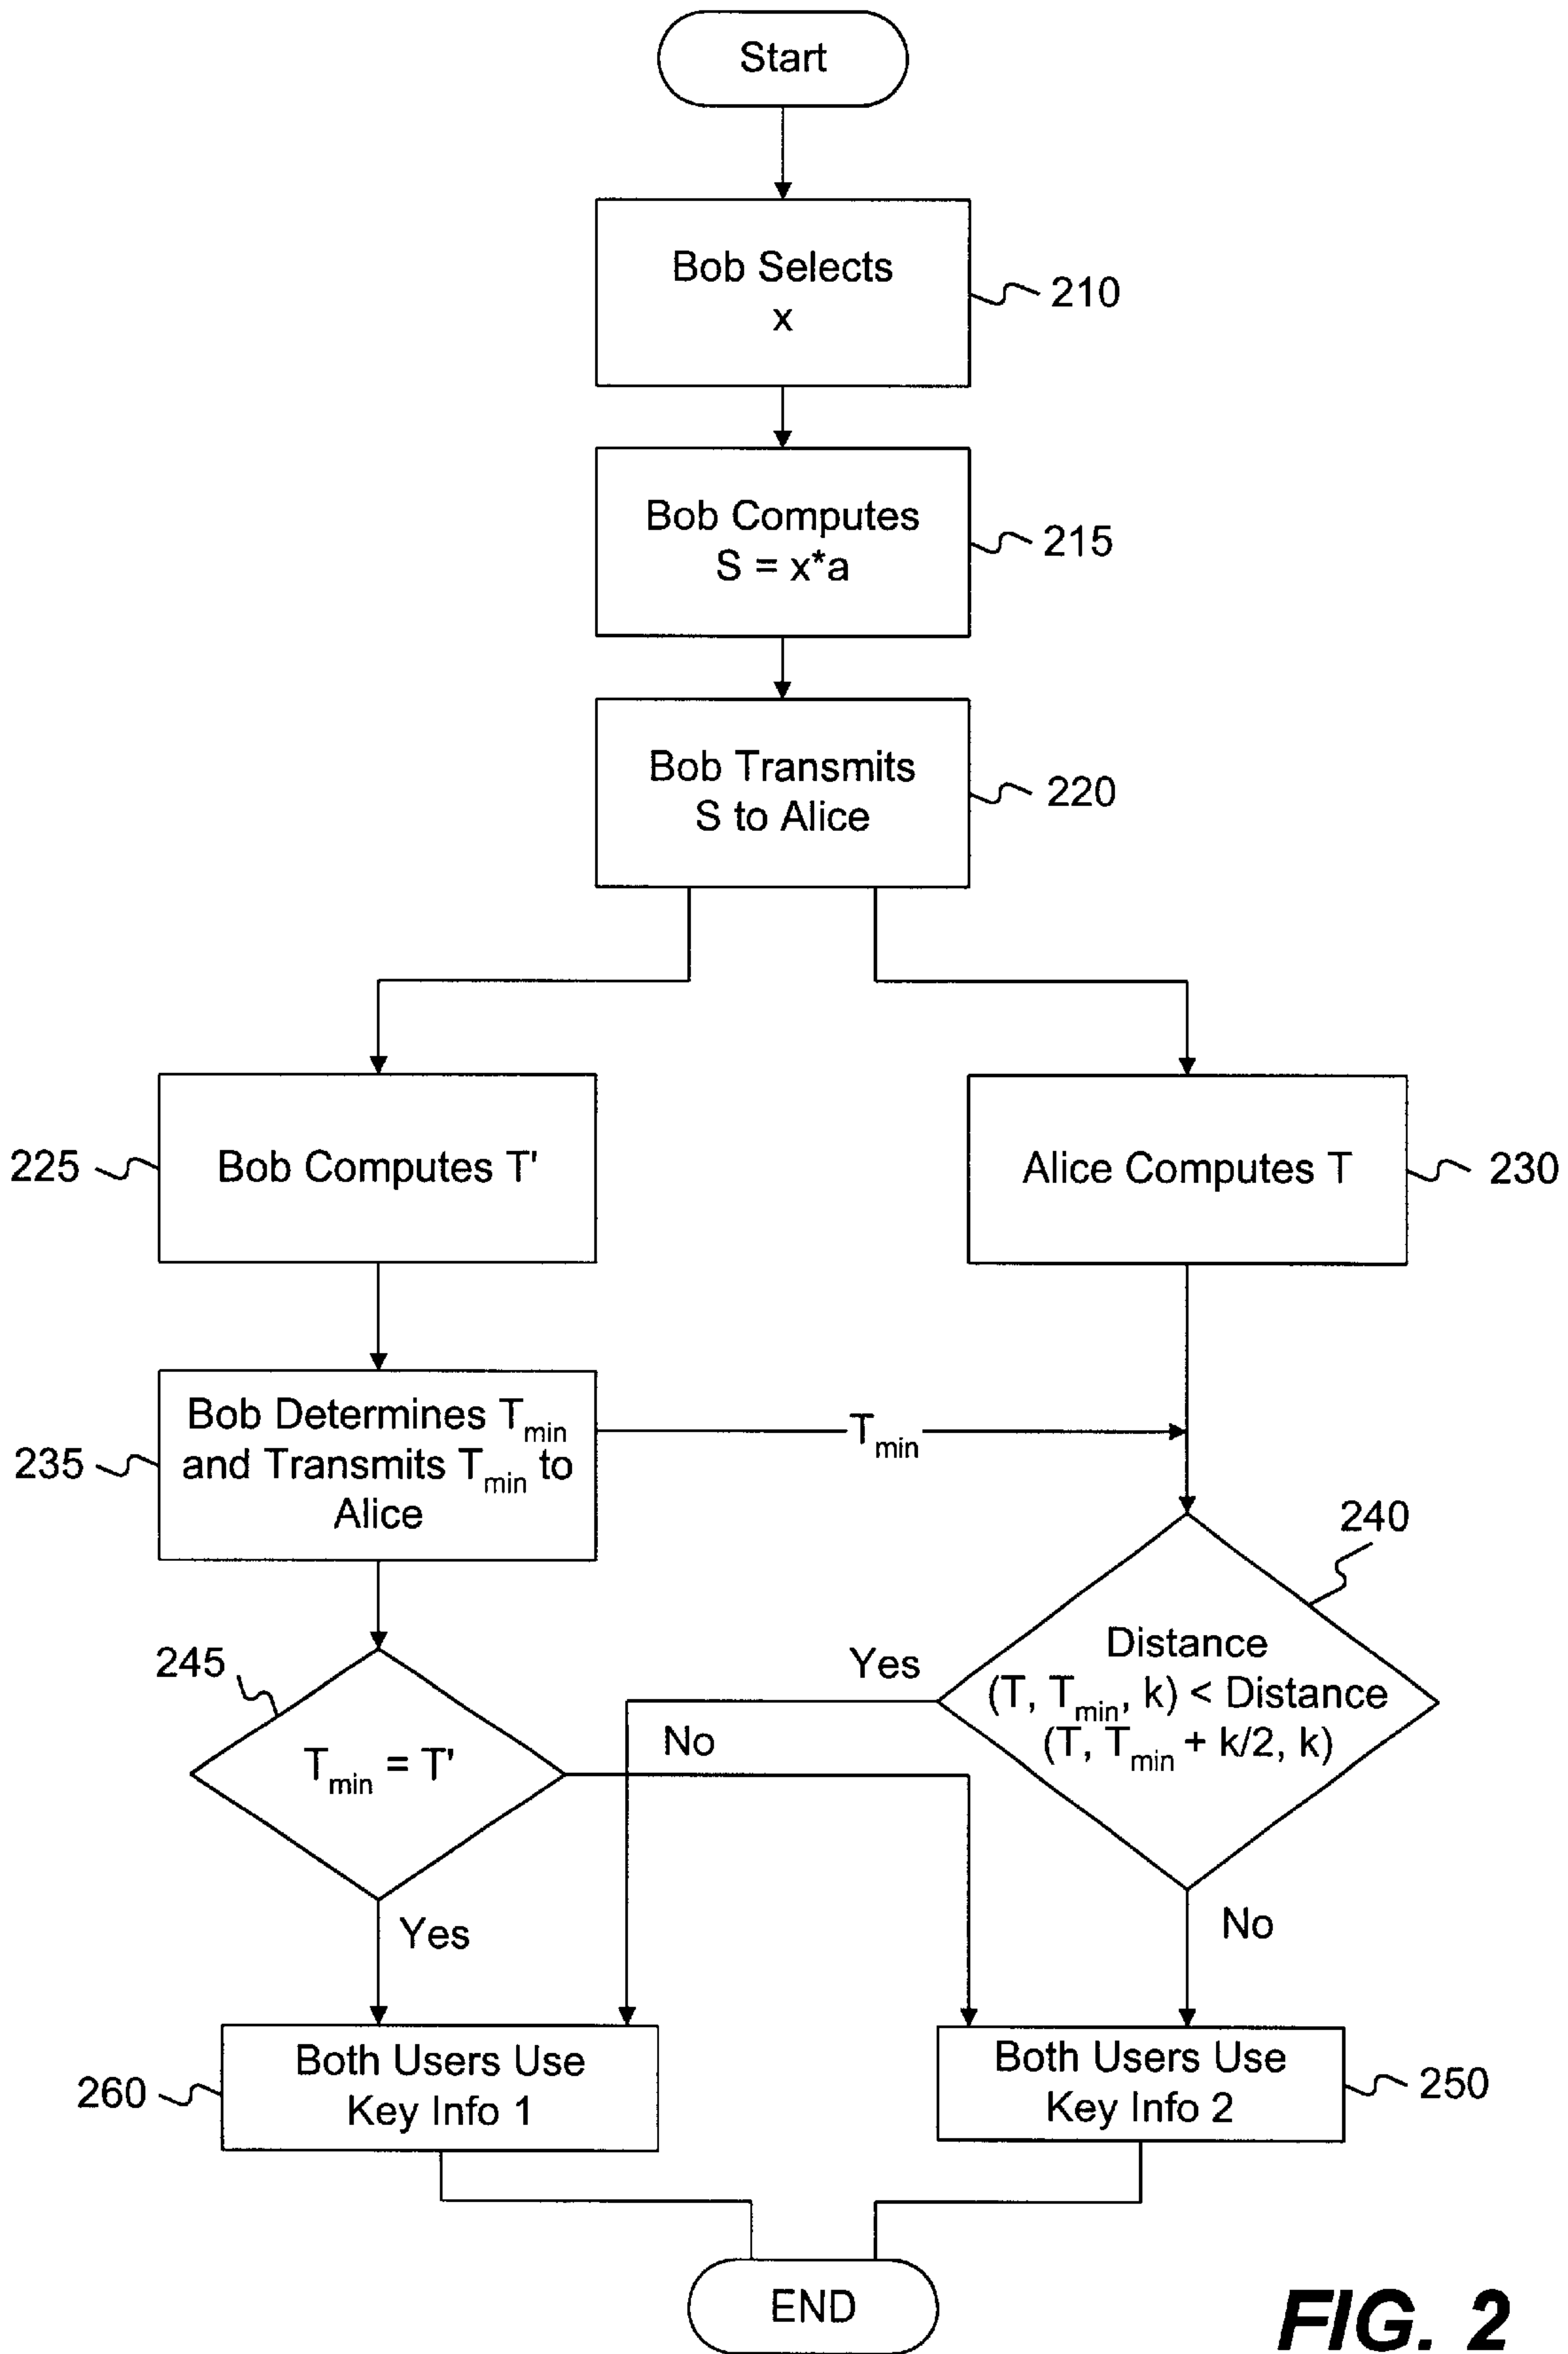 Start
Bob Selects
x
210
Bob Computes
S = x*a
215
Bob Transmits
S to Alice
220
225
Bob Computes T'
Alice Computes T
230
235
Bob Determines Tmin
and Transmits Tmin to
Alice
Tmin
240
Distance
(T, Tmin, k) < Distance
(T, Tmin + k/2, k)
Yes
No
245
Tmin = T'
No
Yes
260
Both Users Use
Key Info 1
Both Users Use
Key Info 2
250
END
FIG. 2